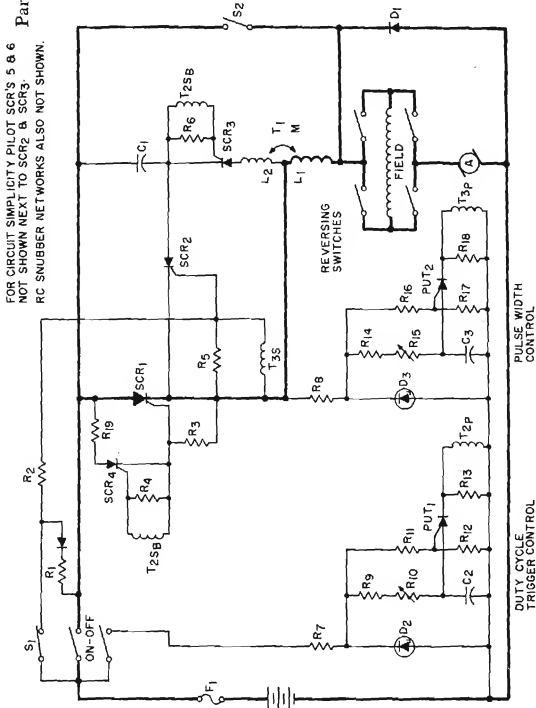 FOR CIRCUIT SIMPLICITY PILOT SCR'S 5 & 6
NOT SHOWN NEXT TO SCR2 & SCR3.
RC SNUBBER NETWORKS ALSO NOT SHOWN.
Par
S1
ON-OFF
F1
R1
R2
SCR4
R19
SCR1
T2SB
R4
R3
R5
T3S
SCR2
C1
R6
T2SB
SCR3
L2
T1
M
L1
S2
D1
REVERSING
SWITCHES
FIELD
A
R7
D2
R9
R10
C2
R11
PUT1
R12
R13
T2P
DUTY CYCLE
TRIGGER CONTROL
R8
D3
R14
R15
C3
R16
PUT2
R17
R18
T3P
PULSE WIDTH
CONTROL